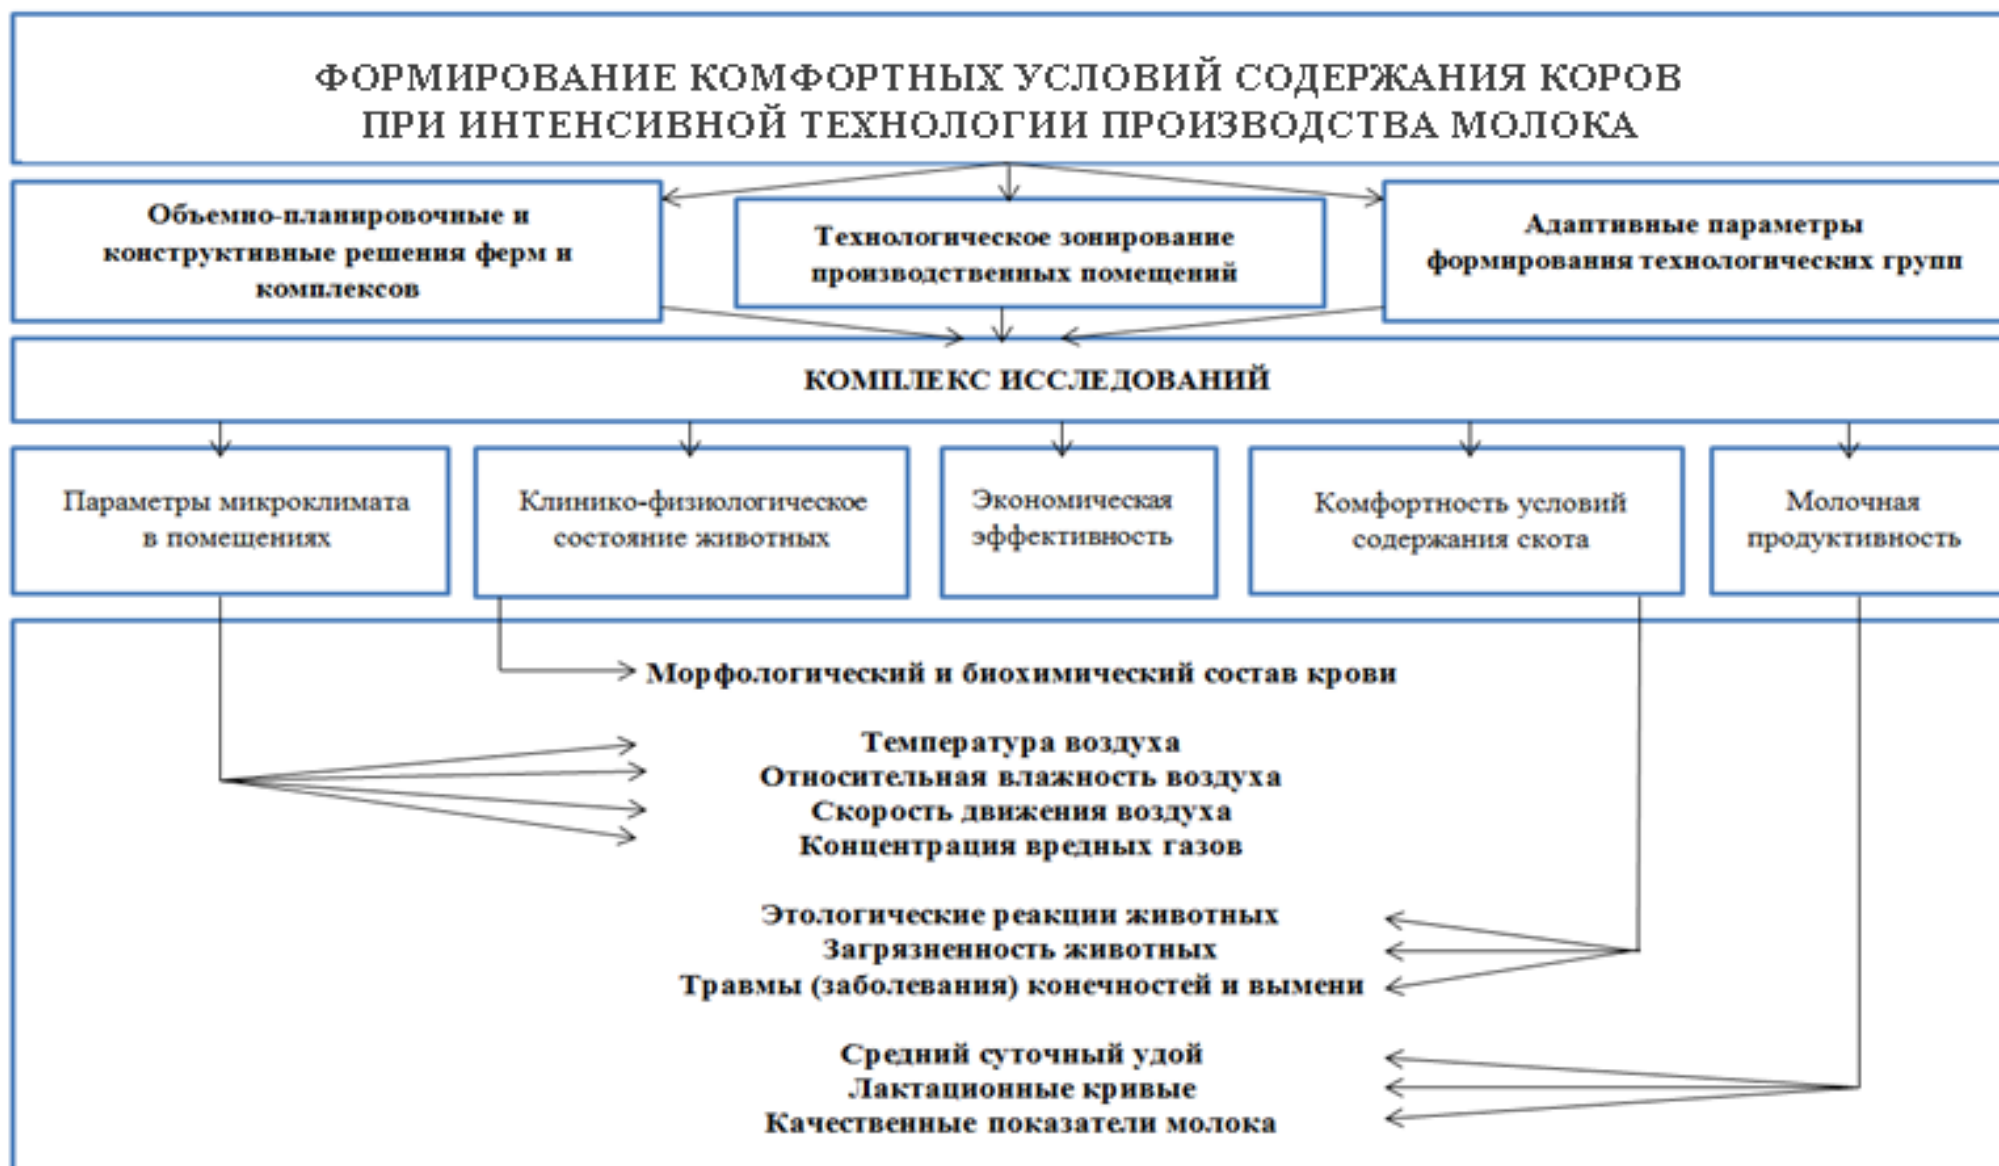 ФОРМИРОВАНИЕ КОМФОРТНЫХ УСЛОВИЙ СОДЕРЖАНИЯ КОРОВ
ПРИ ИНТЕНСИВНОЙ ТЕХНОЛОГИИ ПРОИЗВОДСТВА МОЛОКА
Объемно-планировочные и
конструктивные решения ферм и
комплексов
Технологическое зонирование
производственных помещений
Адаптивные параметры
формирования технологических групп
КОМПЛЕКС ИССЛЕДОВАНИЙ
Параметры микроклимата
в помещениях
Клинико-физиологическое
состояние животных
Экономическая
эффективность
Комфортность условий
содержания скота
Молочная
продуктивность
Морфологический и биохимический состав крови
Температура воздуха
Относительная влажность воздуха
Скорость движения воздуха
Концентрация вредных газов
Этологические реакции животных
Загрязненность животных
Травмы (заболевания) конечностей и вымени
Средний суточный удой
Лактационные кривые
Качественные показатели молока